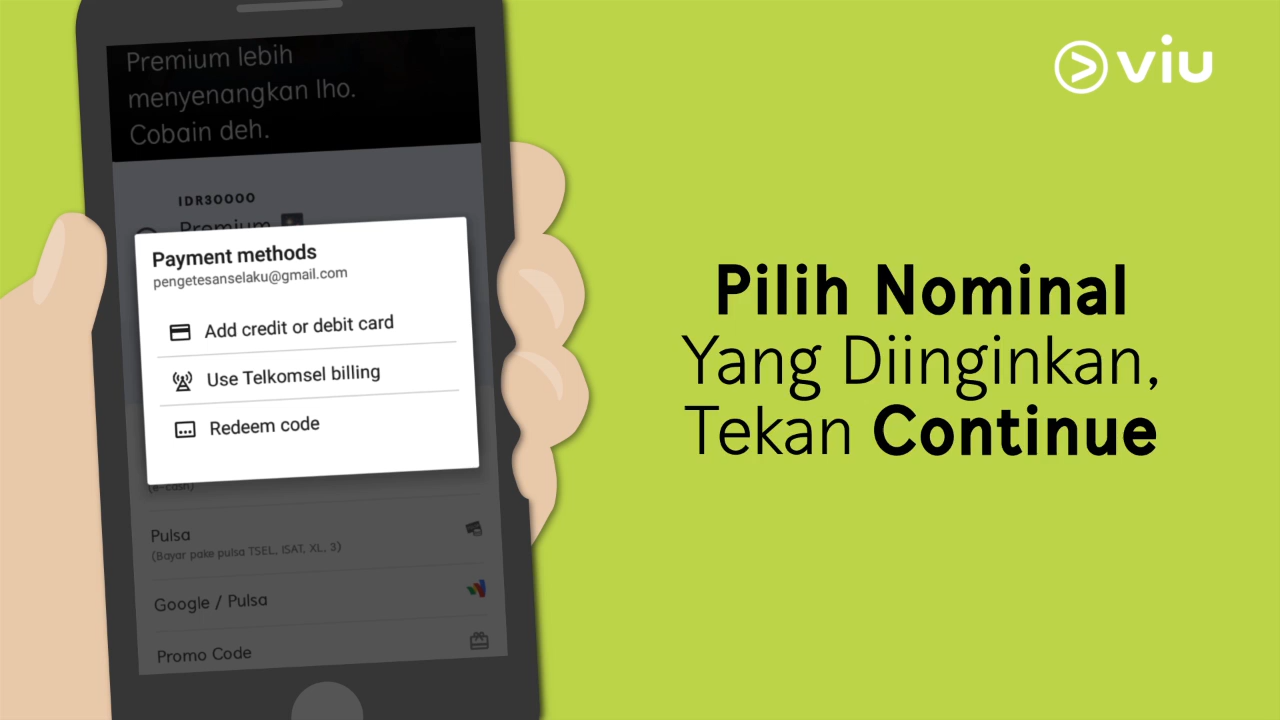 Premium lebih
menyenangkan lho.
Cobain deh.
IDR30000
Premium
Payment methods
pengetesanselaku@gmail.com
Add credit or debit card
Use Telkomsel billing
Redeem code
(e-cash)
Pulsa
(Bayar pake pulsa TSEL, ISAT, XL, 3)
Google / Pulsa
Promo Code
viu
Pilih Nominal
Yang Diinginkan,
Tekan Continue